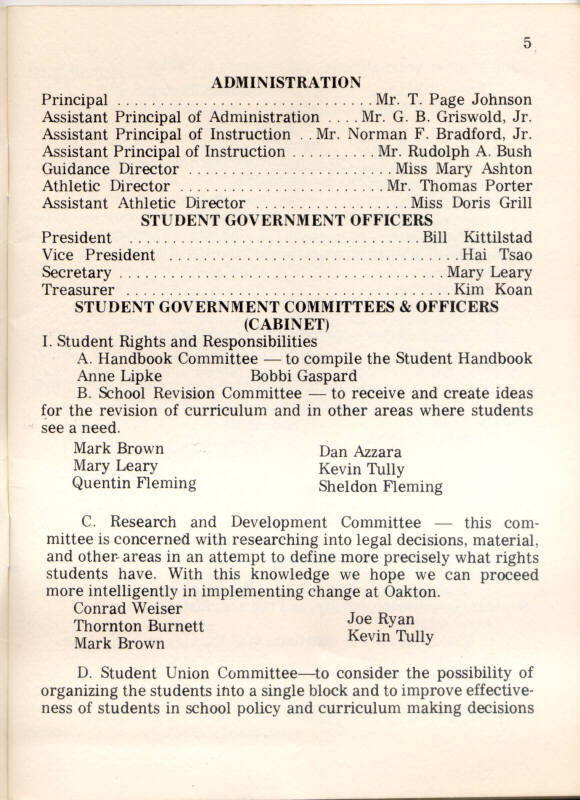 5
ADMINISTRATION
Principal .............................. Mr. T. Page Johnson
Assistant Principal of Administration .... Mr. G. B. Griswold, Jr.
Assistant Principal of Instruction .. Mr. Norman F. Bradford, Jr.
Assistant Principal of Instruction .......... Mr. Rudolph A. Bush
Guidance Director ........................ Miss Mary Ashton
Athletic Director ........................ Mr. Thomas Porter
Assistant Athletic Director .................. Miss Doris Grill
STUDENT GOVERNMENT OFFICERS
President .................................. Bill Kittilstad
Vice President .................................. Hai Tsao
Secretary ...................................... Mary Leary
Treasurer ...................................... Kim Koan
STUDENT GOVERNMENT COMMITTEES & OFFICERS
(CABINET)
I. Student Rights and Responsibilities
A. Handbook Committee — to compile the Student Handbook
Anne Lipke Bobbi Gaspard
B. School Revision Committee — to receive and create ideas
for the revision of curriculum and in other areas where students
see a need.
Mark Brown Dan Azzara
Mary Leary Kevin Tully
Quentin Fleming Sheldon Fleming
C. Research and Development Committee — this com-
mittee is concerned with researching into legal decisions, material,
and other areas in an attempt to define more precisely what rights
students have. With this knowledge we hope we can proceed
more intelligently in implementing change at Oakton.
Conrad Weiser Joe Ryan
Thornton Burnett Kevin Tully
Mark Brown
D. Student Union Committee—to consider the possibility of
organizing the students into a single block and to improve effective-
ness of students in school policy and curriculum making decisions